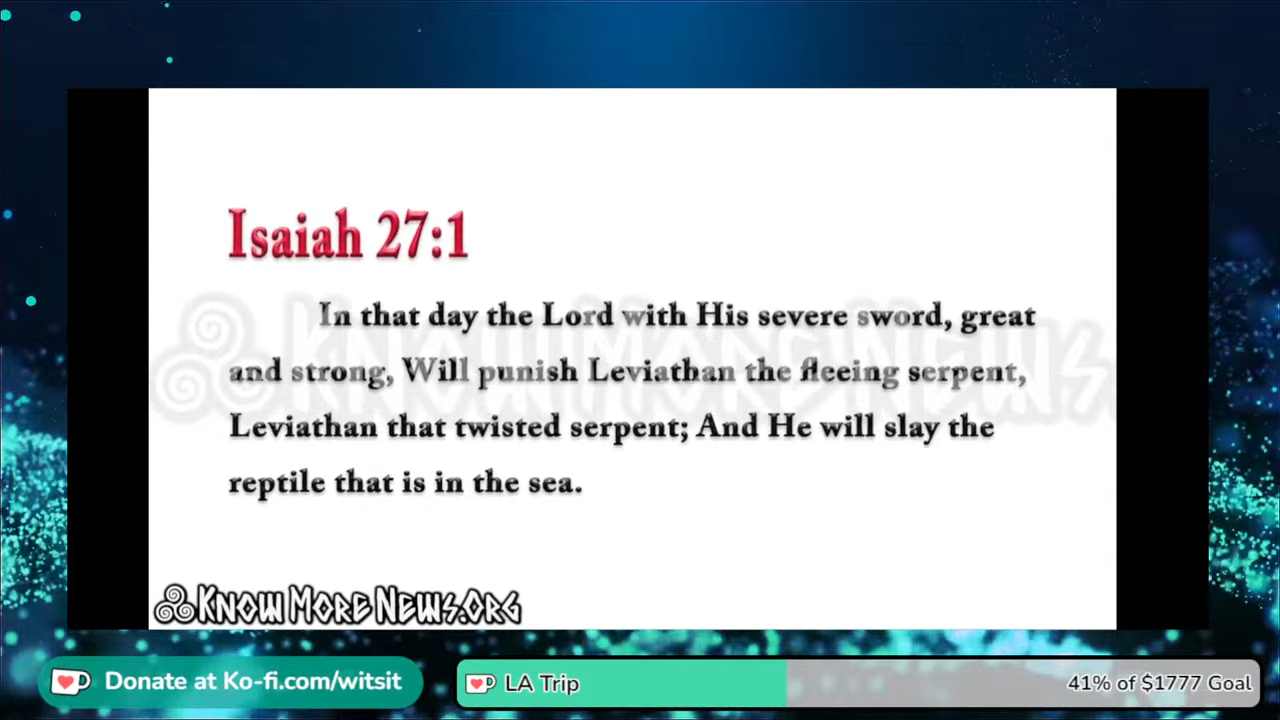 Isaiah 27:1
In that day the Lord with His severe sword, great
and strong, Will punish Leviathan the fleeing serpent,
Leviathan that twisted serpent; And He will slay the
reptile that is in the sea.
KnowMoreNews
KnowMoreNews.Org
Donate at Ko-fi.com/witsit
LA Trip
41% of $1777 Goal